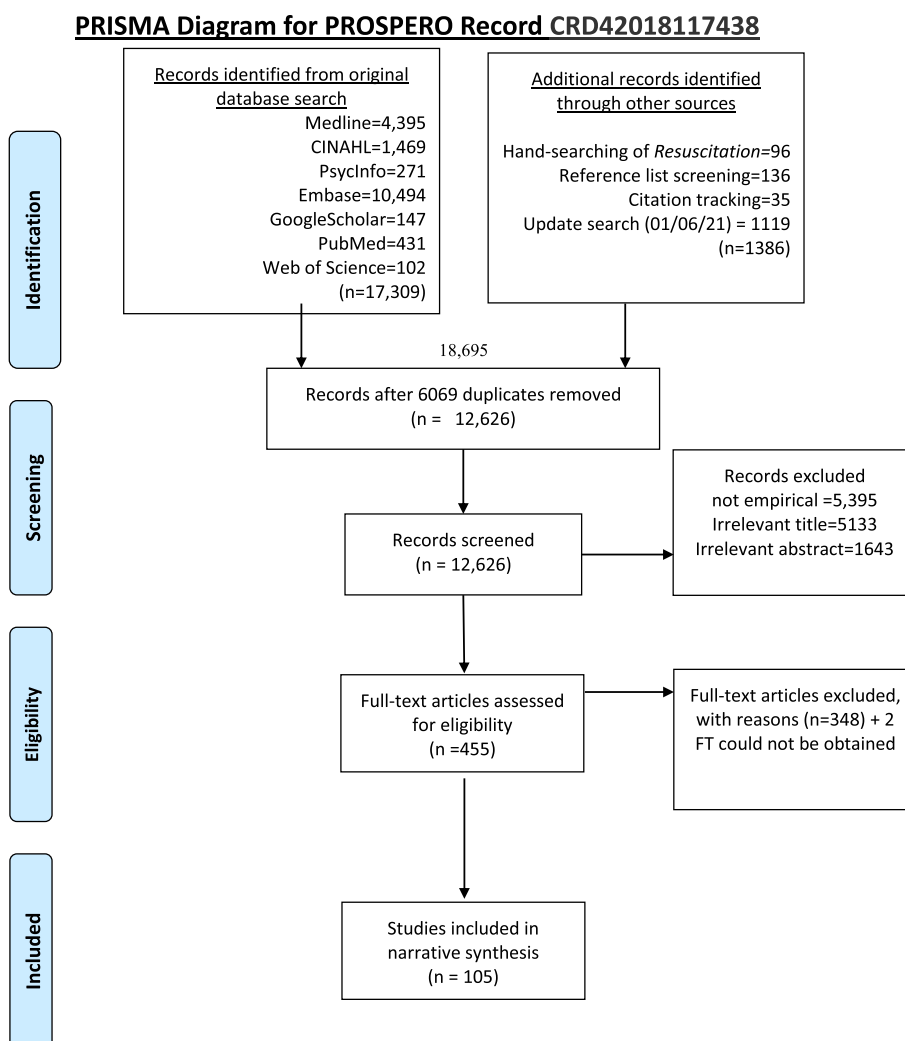 PRISMA Diagram for PROSPERO Record CRD42018117438
Identification
Records identified from original
database search
Medline=4,395
CINAHL=1,469
PsycInfo=271
Embase=10,494
GoogleScholar=147
PubMed=431
Web of Science=102
(n=17,309)
Additional records identified
through other sources
Hand-searching of Resuscitation=96
Reference list screening=136
Citation tracking=35
Update search (01/06/21) = 1119
(n=1386)
18,695
Records after 6069 duplicates removed
(n = 12,626)
Screening
Records screened
(n = 12,626)
Records excluded
not empirical =5,395
Irrelevant title=5133
Irrelevant abstract=1643
Eligibility
Full-text articles assessed
for eligibility
(n =455)
Full-text articles excluded,
with reasons (n=348) + 2
FT could not be obtained
Included
Studies included in
narrative synthesis
(n = 105)